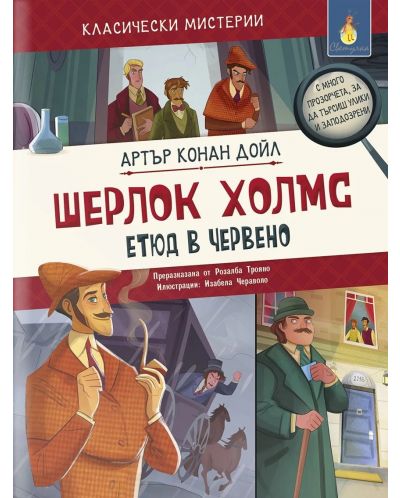 КЛАСИЧЕСКИ МИСТЕРИИ
Светулка
С МНОГО
ПРОЗОРЧЕТА, ЗА
ДА ТЪРСИШ УЛИКИ
И ЗАПОДОЗРЕНИ
АРТЪР КОНАН ДОЙЛ
ШЕРЛОК ХОЛМС
ЕТЮД В ЧЕРВЕНО
Преразказана от Розалба Трояно
Илюстрации: Изабела Чераволо